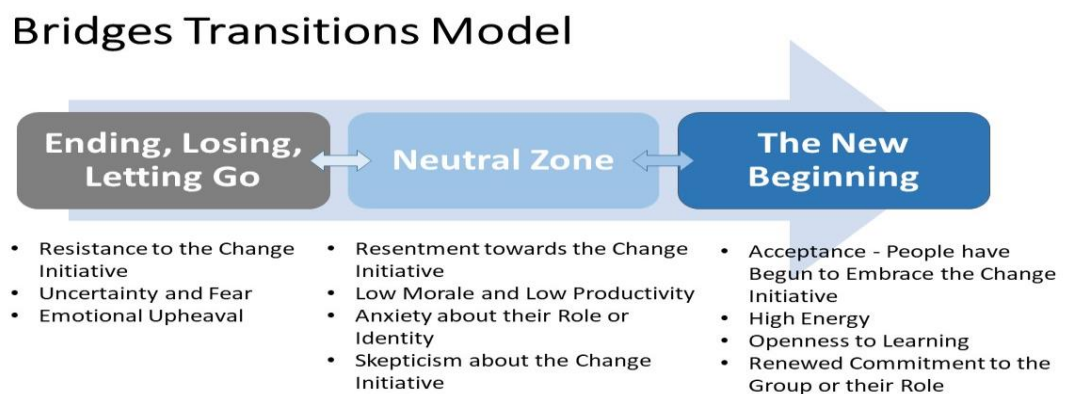 Bridges Transitions Model
Ending, Losing,
Letting Go
Neutral Zone
The New
Beginning
• Resistance to the Change
Initiative
• Uncertainty and Fear
• Emotional Upheaval
• Resentment towards the Change
Initiative
• Low Morale and Low Productivity
• Anxiety about their Role or
Identity
• Skepticism about the Change
Initiative
• Acceptance - People have
Begun to Embrace the Change
Initiative
• High Energy
• Openness to Learning
• Renewed Commitment to the
Group or their Role